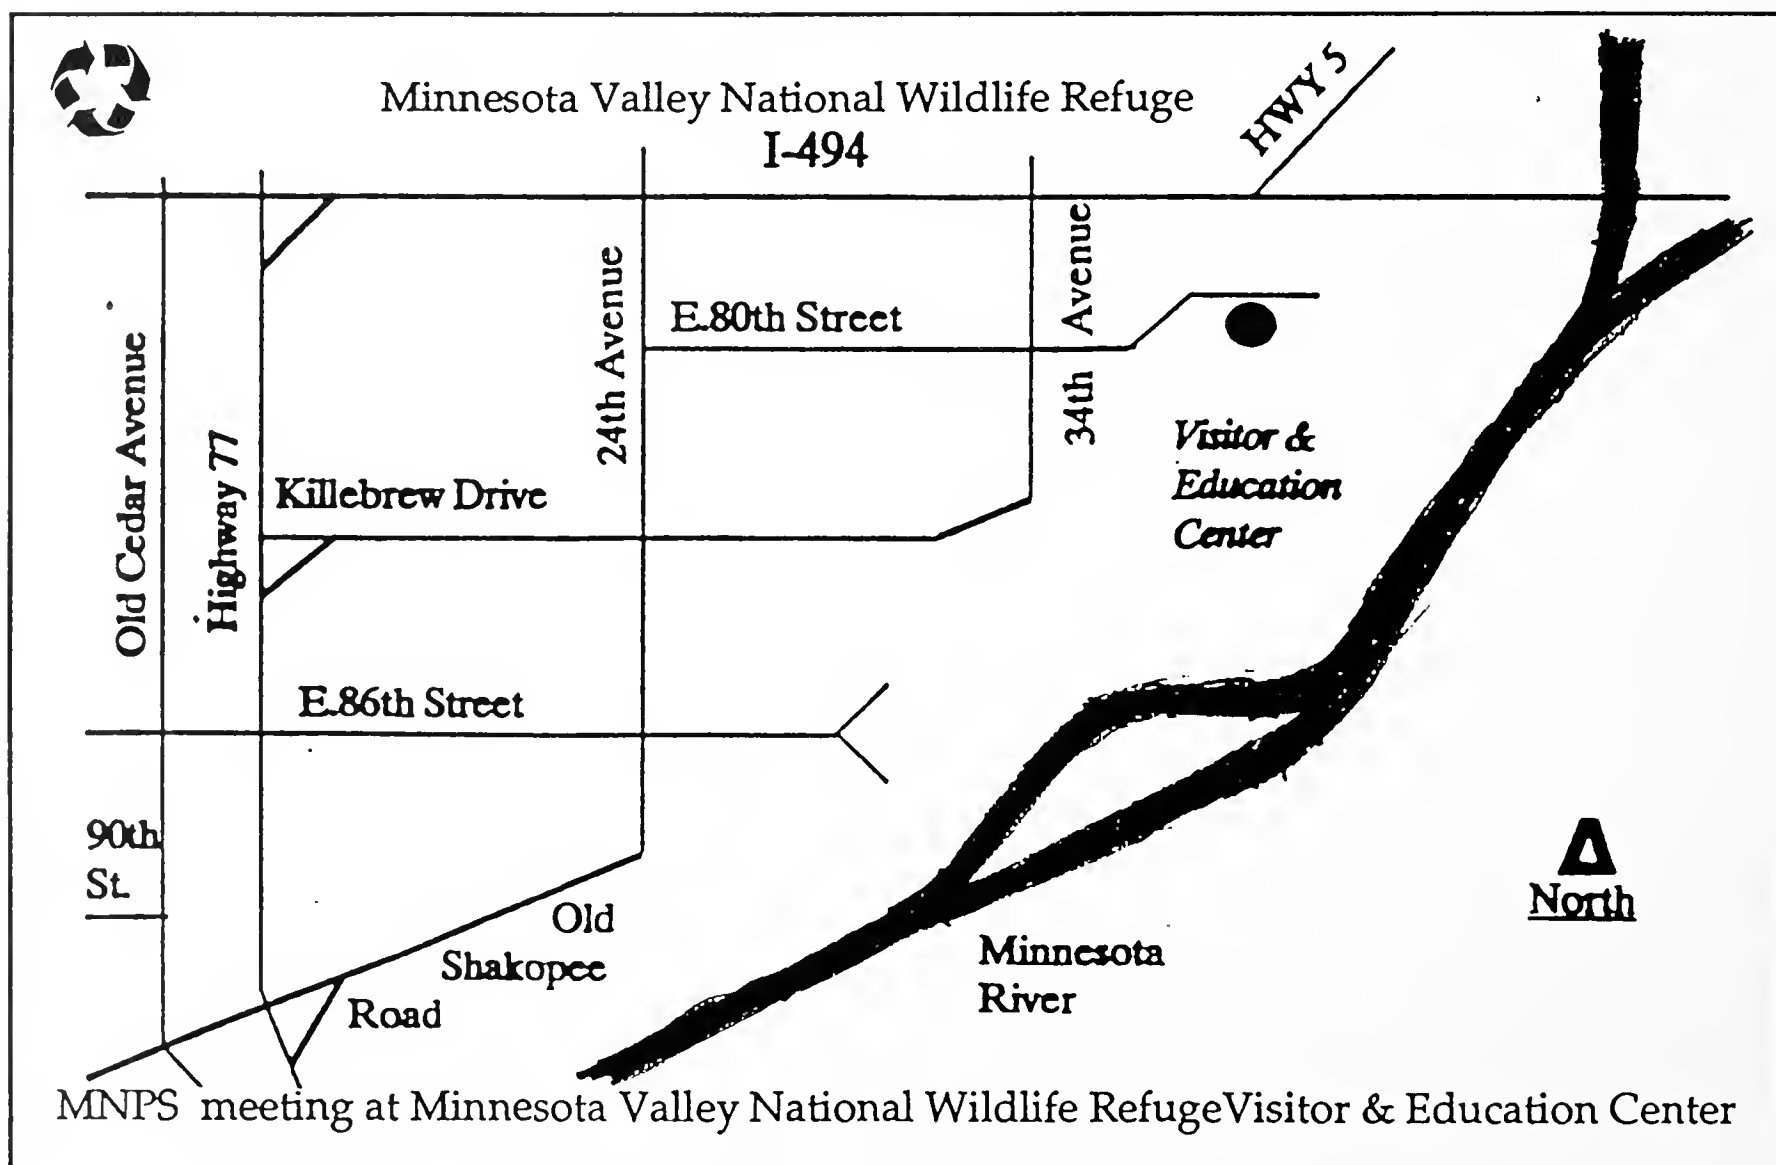 Minnesota Valley National Wildlife Refuge
I-494
HWY 5
Old Cedar Avenue
Highway 77
24th Avenue
34th Avenue
E.80th Street
Killebrew Drive
Visitor &
Education
Center
E.86th Street
90th
St.
Old
Shakopee
Road
Minnesota
River
North
MNPS meeting at Minnesota Valley National Wildlife RefugeVisitor & Education Center